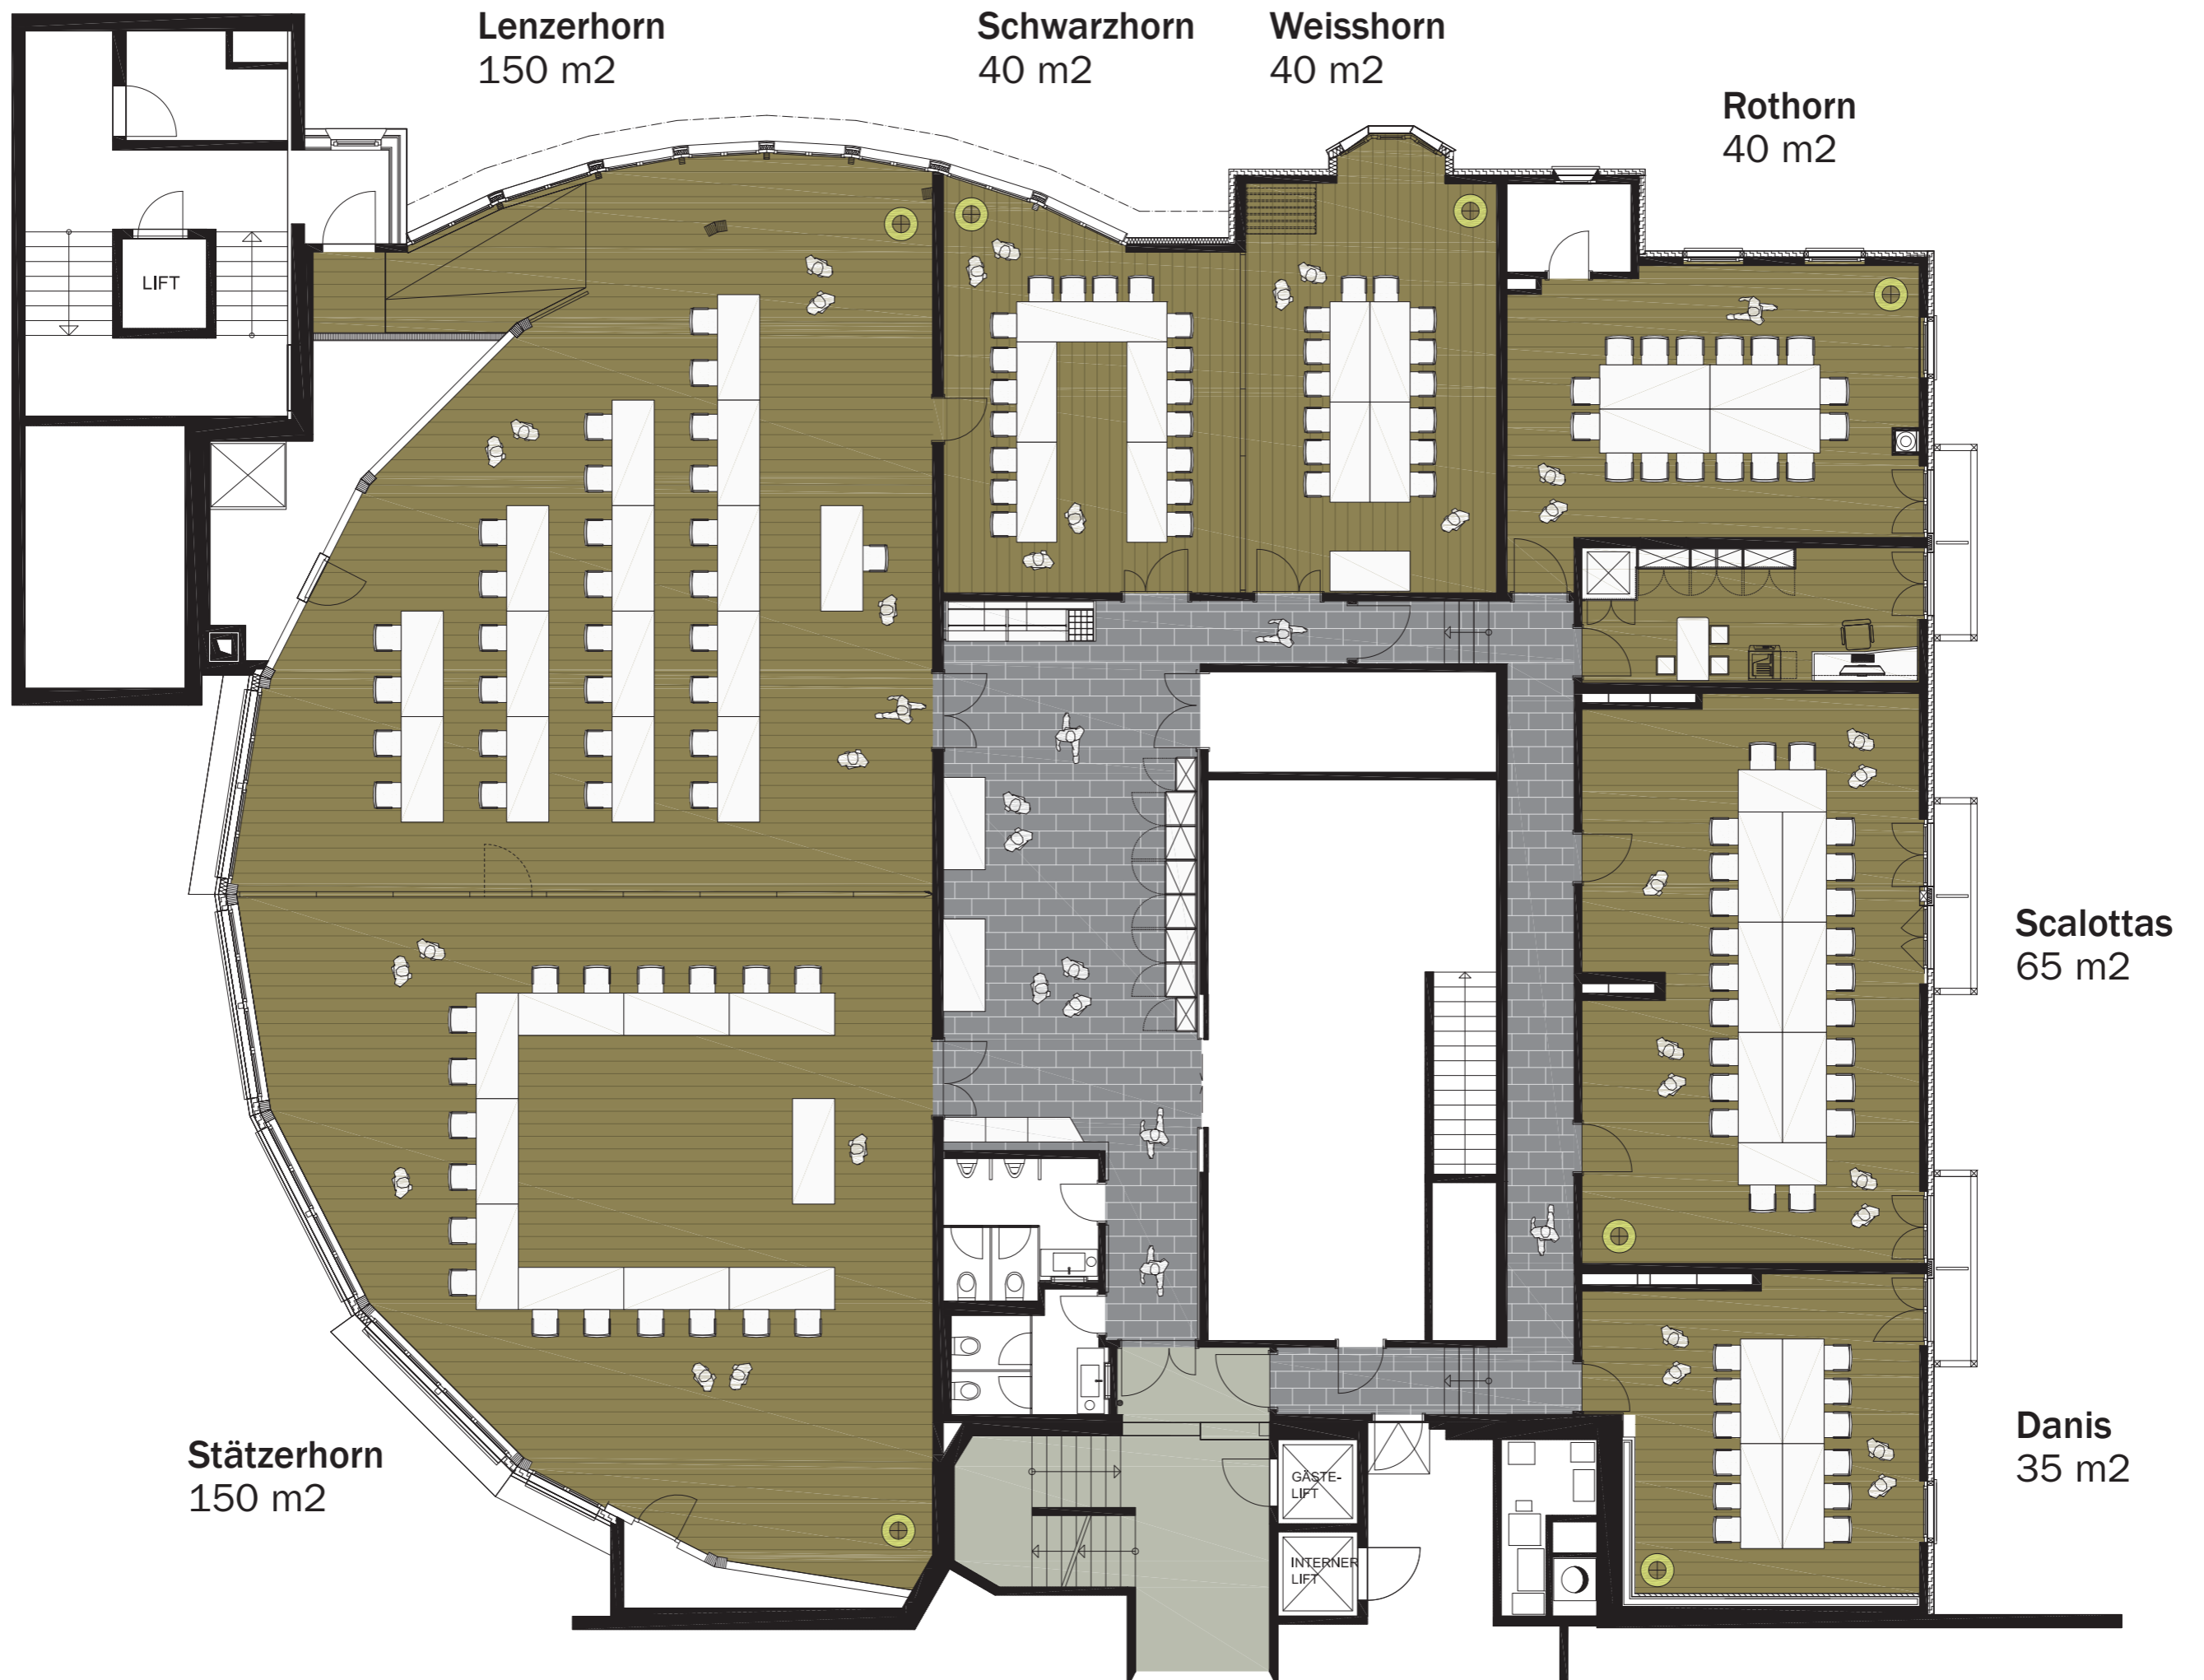 Lenzerhorn
150 m2
Schwarzhorn
40 m2
Weisshorn
40 m2
Rothorn
40 m2
LIFT
Scalottas
65 m2
Stätzerhorn
150 m2
Danis
35 m2
GÄSTE-
LIFT
INTERNER
LIFT